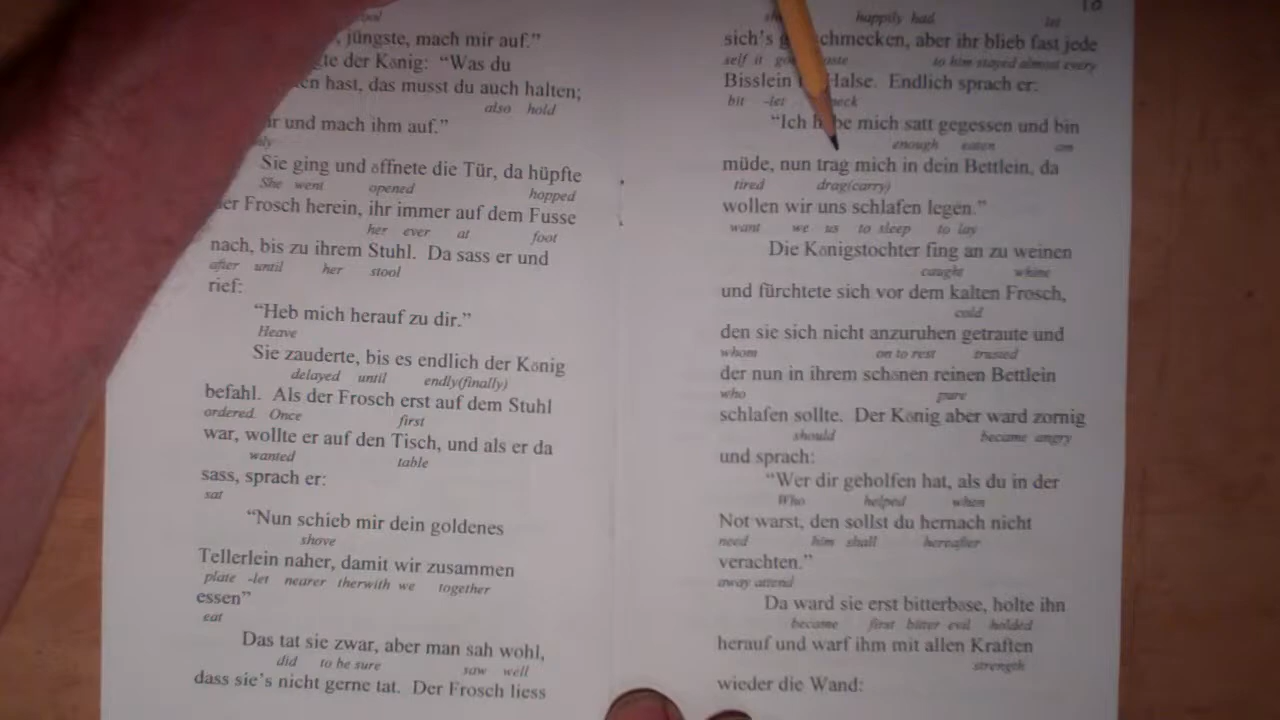 jüngste, mach mir auf.”
der König: “Was du
hast, das musst du auch halten;
also hold
und mach ihm auf.”
Sie ging und öffnete die Tür, da hüpfte
She went opened hopped
Frosch herein, ihr immer auf dem Fusse
her ever at foot
nach, bis zu ihrem Stuhl. Da sass er und
after until her stool
rief:
“Heb mich herauf zu dir.”
Heave
Sie zauderte, bis es endlich der König
delayed until endly(finally)
befahl. Als der Frosch erst auf dem Stuhl
ordered Once first
war, wollte er auf den Tisch, und als er da
wanted table
sass, sprach er:
sat
“Nun schieb mir dein goldenes
shove
Tellerlein naher, damit wir zusammen
plate -let nearer therwith we together
essen”
eat
Das tat sie zwar, aber man sah wohl,
did to be sure saw well
dass sie’s nicht gerne tat. Der Frosch liess
happily had let
sich’s schmecken, aber ihr blieb fast jede
self it to him stayed almost every
Bisslein Halse. Endlich sprach er:
bit -let neck
“Ich habe mich satt gegessen und bin
enough eaten am
müde, nun trag mich in dein Bettlein, da
tired drag(carry)
wollen wir uns schlafen legen.”
want we us to sleep to lay
Die Königstochter fing an zu weinen
caught whine
und fürchtete sich vor dem kalten Frosch,
cold
den sie sich nicht anzuruhen getraute und
whom on to rest trusted
der nun in ihrem schönen reinen Bettlein
who pure
schlafen sollte. Der König aber ward zornig
should became angry
und sprach:
“Wer dir geholfen hat, als du in der
Who helped when
Not warst, den sollst du hernach nicht
need him shall hereafter
verachten.”
away attend
Da ward sie erst bitterböse, holte ihn
became first bitter evil holded
herauf und warf ihm mit allen Kraften
strength
wieder die Wand: